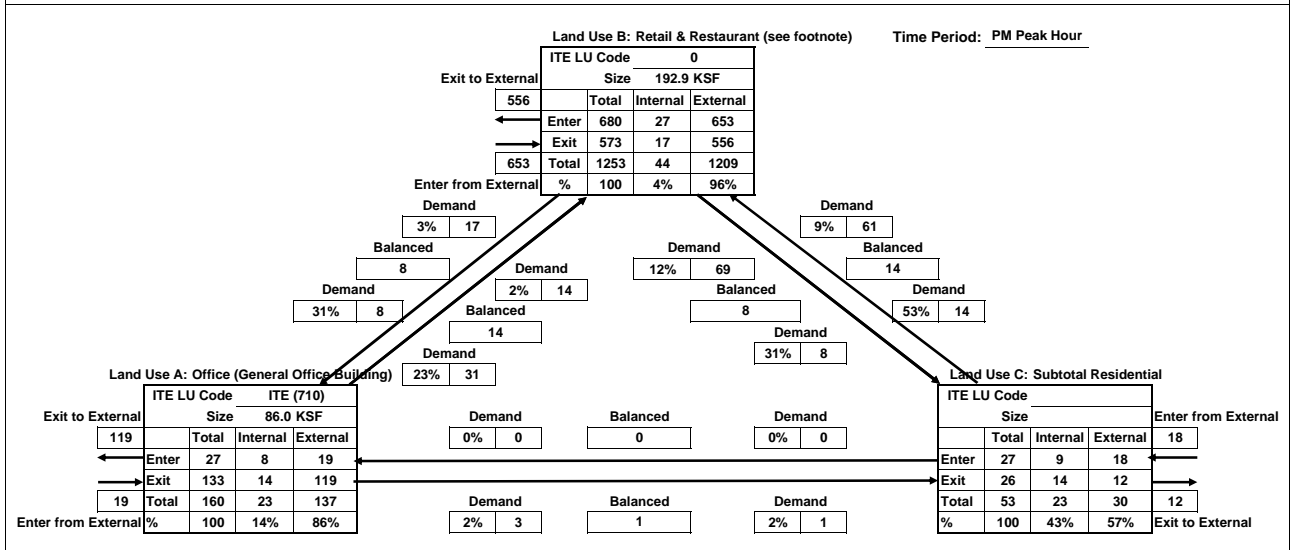 Land Use B: Retail & Restaurant (see footnote)
Time Period: PM Peak Hour
ITE LU Code 0
Exit to External Size 192.9 KSF
556 Total Internal External
Enter 680 27 653
Exit 573 17 556
653 Total 1253 44 1209
Enter from External % 100 4% 96%
Demand
3% 17
Balanced
8
Demand
31% 8
Demand
2% 14
Balanced
14
Demand
23% 31
Demand
12% 69
Balanced
8
Demand
31% 8
Demand
9% 61
Balanced
14
Demand
53% 14
Land Use A: Office (General Office Building)
ITE LU Code ITE (710)
Exit to External Size 86.0 KSF
119 Total Internal External
Enter 27 8 19
Exit 133 14 119
19 Total 160 23 137
Enter from External % 100 14% 86%
Demand Balanced Demand
0% 0 0 0% 0
Demand Balanced Demand
2% 3 1 2% 1
Land Use C: Subtotal Residential
ITE LU Code
Size Enter from External
Total Internal External 18
Enter 27 9 18
Exit 26 14 12
Total 53 23 30 12
% 100 43% 57% Exit to External